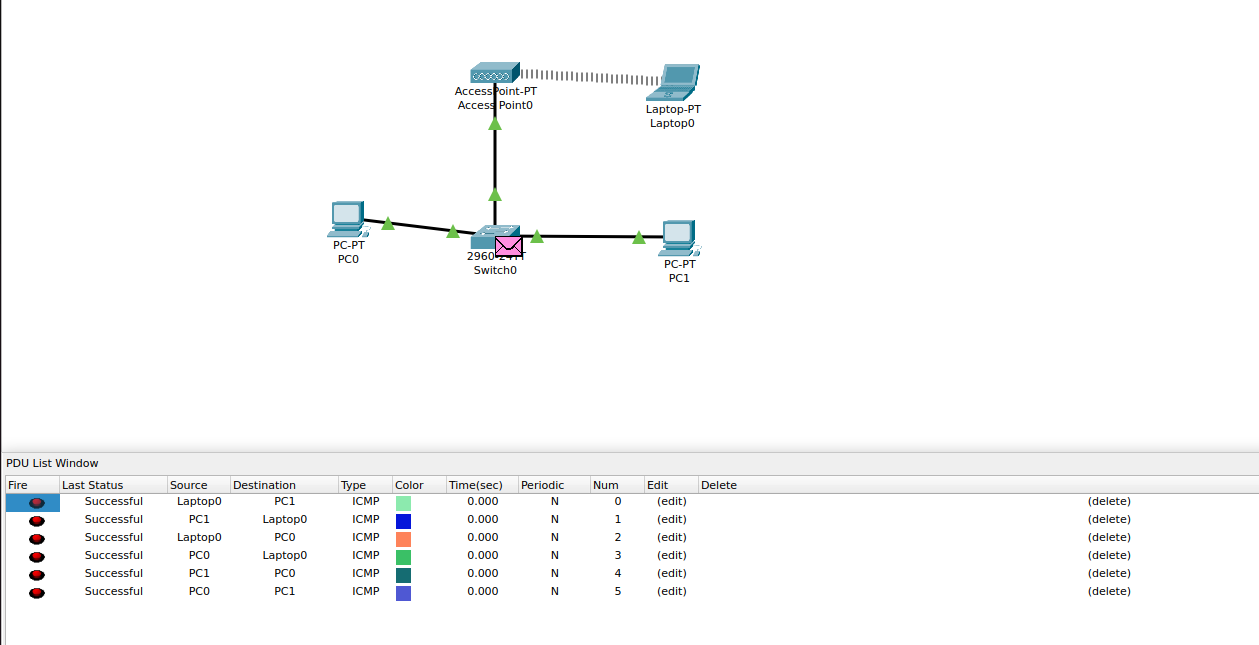 AccessPoint-PT
Access Point0
Laptop-PT
Laptop0
PC-PT
PC0
Switch0
PC-PT
PC1
PDU List Window
Fire Last Status Source Destination Type Color Time(sec) Periodic Num Edit Delete
Successful Laptop0 PC1 ICMP 0.000 N 0 (edit) (delete)
Successful PC1 Laptop0 ICMP 0.000 N 1 (edit) (delete)
Successful Laptop0 PC0 ICMP 0.000 N 2 (edit) (delete)
Successful PC0 Laptop0 ICMP 0.000 N 3 (edit) (delete)
Successful PC1 PC0 ICMP 0.000 N 4 (edit) (delete)
Successful PC0 PC1 ICMP 0.000 N 5 (edit) (delete)